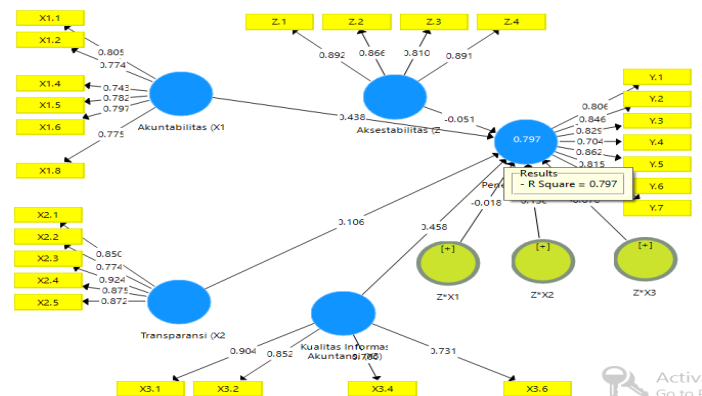 X1.1
X1.2
X1.4
X1.5
X1.6
X1.8
0.805
0.774
0.743
0.782
0.797
0.775
Akuntabilitas (X1
Z.1
Z.2
Z.3
Z.4
0.892
0.866
0.810
0.891
Aksestabilitas (Z
-0.051
0.438
0.797
Y.1
Y.2
Y.3
Y.4
Y.5
Y.6
Y.7
0.806
0.846
0.829
0.704
0.862
0.815
Results
- R Square = 0.797
Pene
-0.018
[+]
[+]
[+]
Z*X1
Z*X2
Z*X3
X2.1
X2.2
X2.3
X2.4
X2.5
0.850
0.774
0.924
0.875
0.872
Transparansi (X2
0.106
0.458
Kualitas Informas
Akuntansi
0.904
0.852
0.731
X3.1
X3.2
X3.4
X3.6
Activ
Go to P